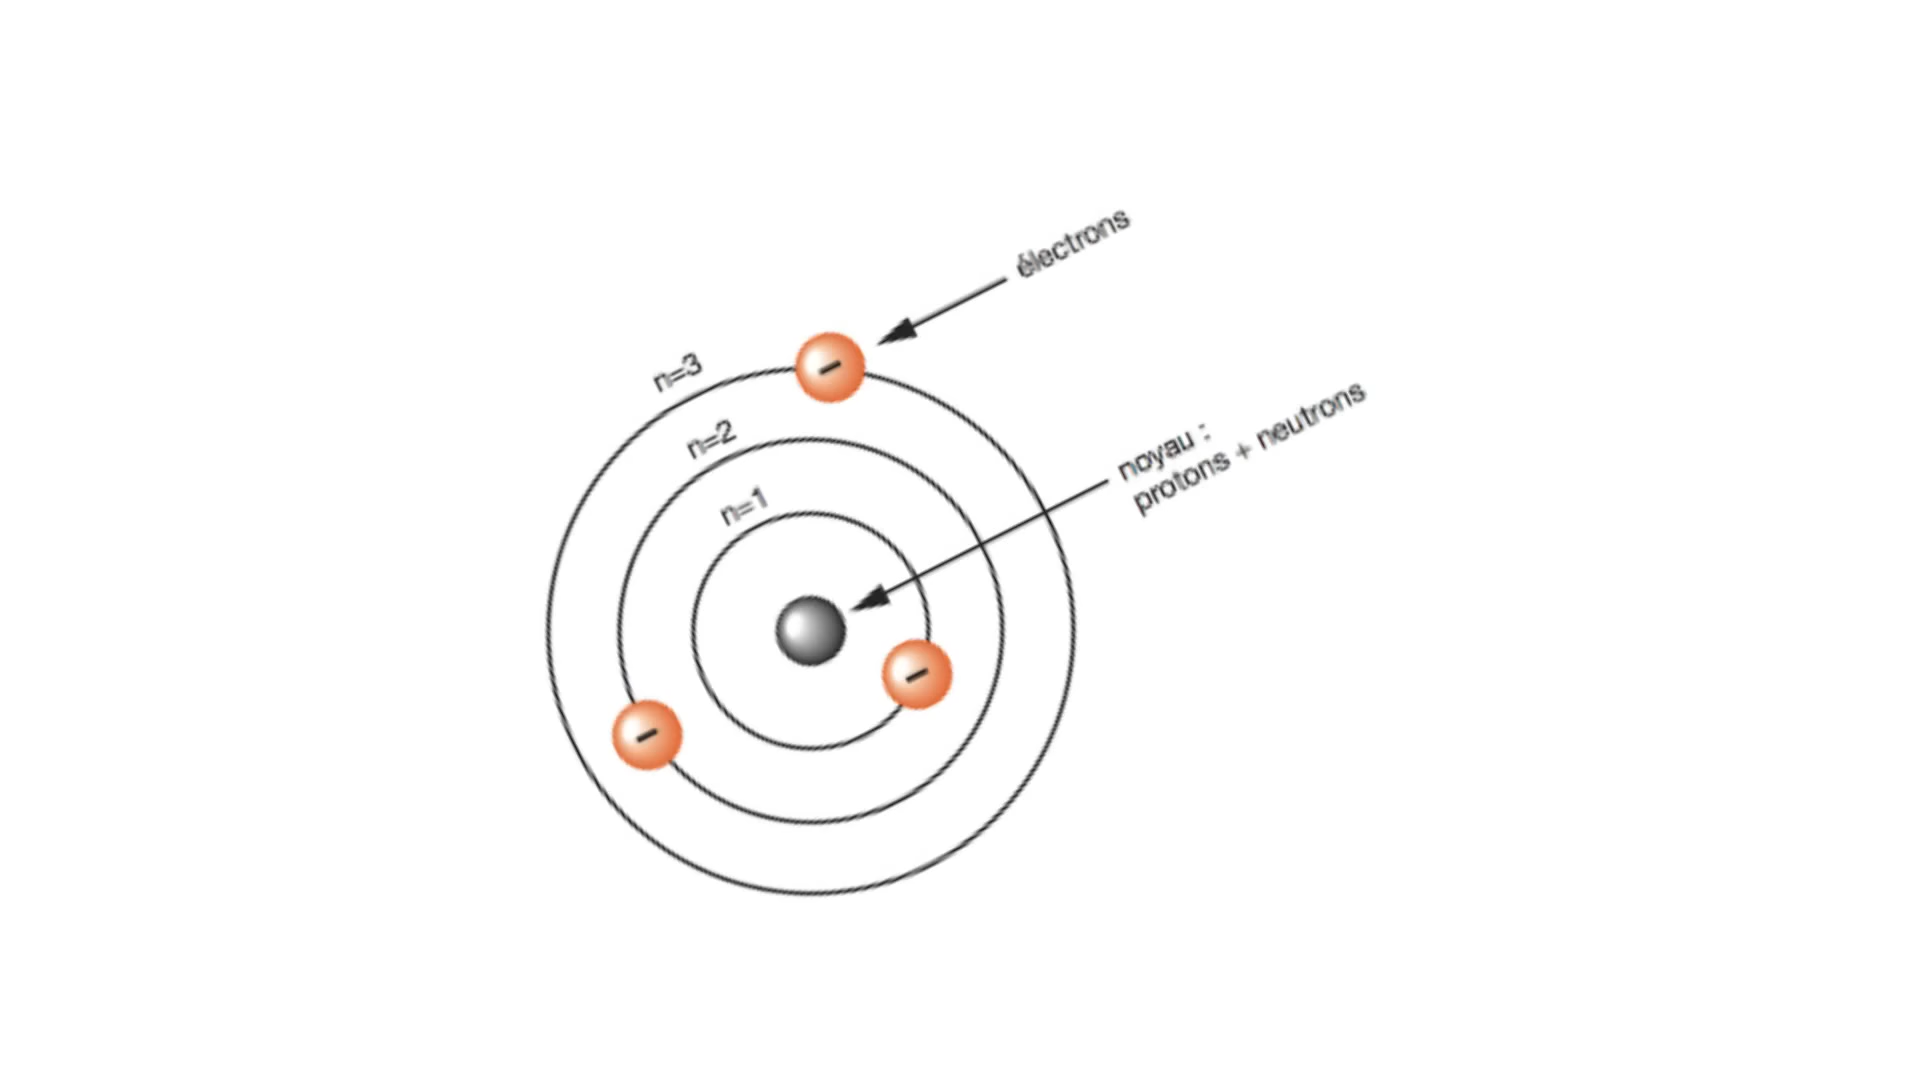 électrons
n=3
n=2
n=1
noyau :
protons + neutrons
−
−
−